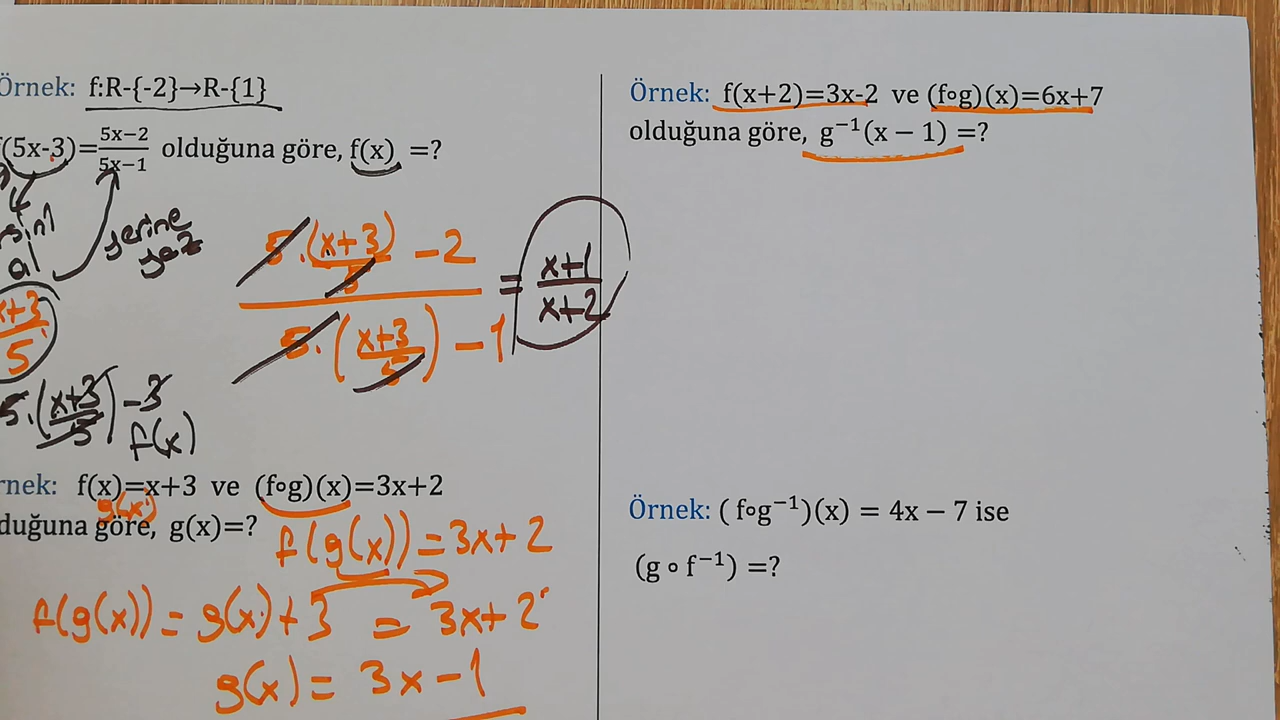 Örnek: f:R-{-2}→R-{1}
(5x-3)=5x−2/5x−1 olduğuna göre, f(x) =?
al
yerine
yaz
x+3/5
5.(x+3/5) −3
f(x)
5.(x+3/5) −2 / 5.(x+3/5) −1 = x+1/x+2
rnek: f(x)=x+3 ve (f∘g)(x)=3x+2
g(x)
duğuna göre, g(x)=?
f(g(x))=3x+2
f(g(x)) = g(x)+3 = 3x+2
g(x) = 3x−1
Örnek: f(x+2)=3x-2 ve (f∘g)(x)=6x+7
olduğuna göre, g⁻¹(x − 1) =?
Örnek: ( f∘g⁻¹)(x) = 4x − 7 ise
(g ∘ f⁻¹) =?